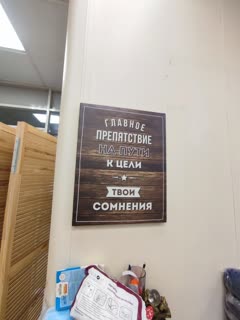 ГЛАВНОЕ
ПРЕПЯТСТВИЕ
НА ПУТИ
К ЦЕЛИ
ТВОИ
СОМНЕНИЯ